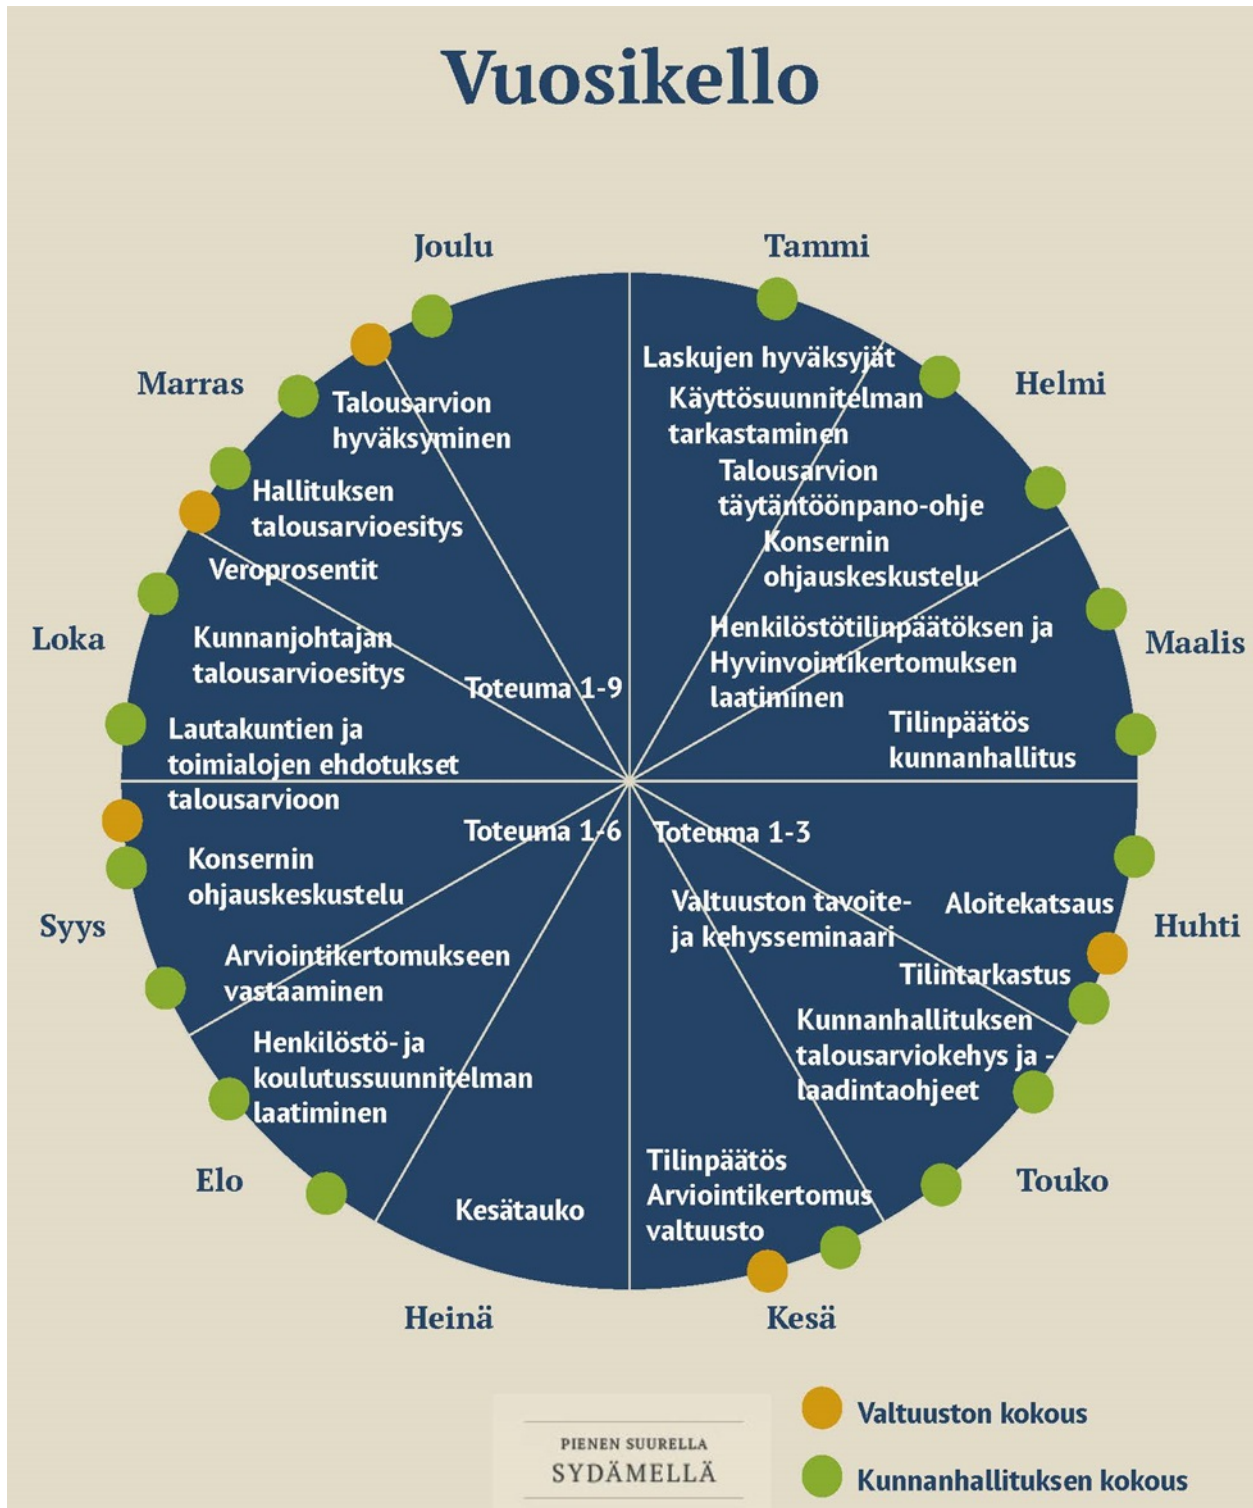 Vuosikello
Joulu
Tammi
Marras
Helmi
Loka
Maalis
Syys
Huhti
Elo
Touko
Heinä
Kesä
Laskujen hyväksyjät
Käyttösuunnitelman
tarkastaminen
Talousarvion
täytäntöönpano-ohje
Konsernin
ohjauskeskustelu
Henkilöstötilinpäätöksen ja
Hyvinvointikertomuksen
laatiminen
Tilinpäätös
kunnanhallitus
Toteuma 1-3
Aloitekatsaus
Valtuuston tavoite-
ja kehysseminaari
Tilintarkastus
Kunnanhallituksen
talousarviokehys ja -
laadintaohjeet
Tilinpäätös
Arviointikertomus
valtuusto
Kesätauko
Henkilöstö- ja
koulutussuunnitelman
laatiminen
Arviointikertomukseen
vastaaminen
Konsernin
ohjauskeskustelu
Toteuma 1-6
Lautakuntien ja
toimialojen ehdotukset
talousarvioon
Kunnanjohtajan
talousarvioesitys
Toteuma 1-9
Veroprosentit
Hallituksen
talousarvioesitys
Talousarvion
hyväksyminen
Valtuuston kokous
Kunnanhallituksen kokous
PIENEN SUURELLA
SYDÄMELLÄ